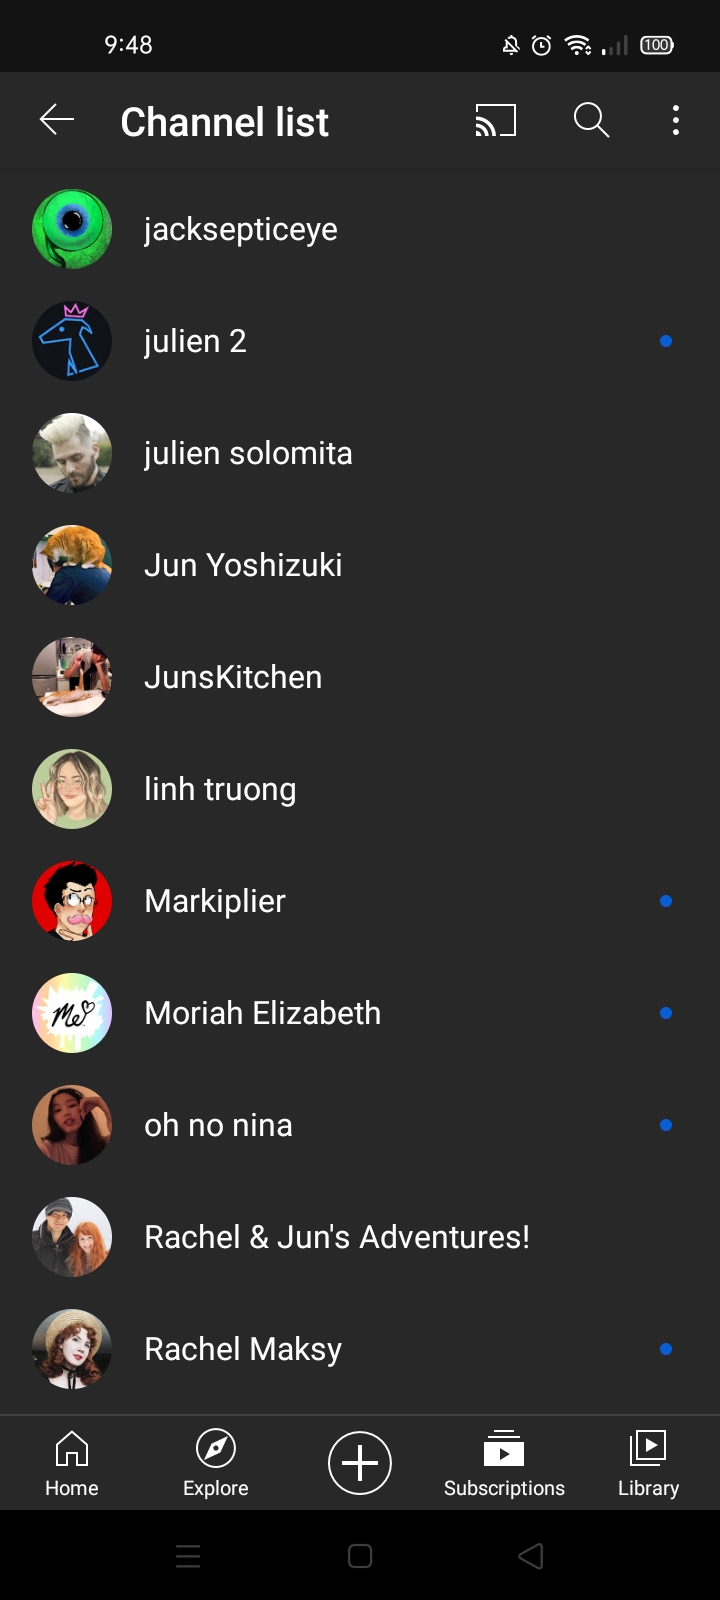 9:48
100
Channel list
jacksepticeye
julien 2
julien solomita
Jun Yoshizuki
JunsKitchen
linh truong
Markiplier
Me
Moriah Elizabeth
oh no nina
Rachel & Jun's Adventures!
Rachel Maksy
Home
Explore
Subscriptions
Library